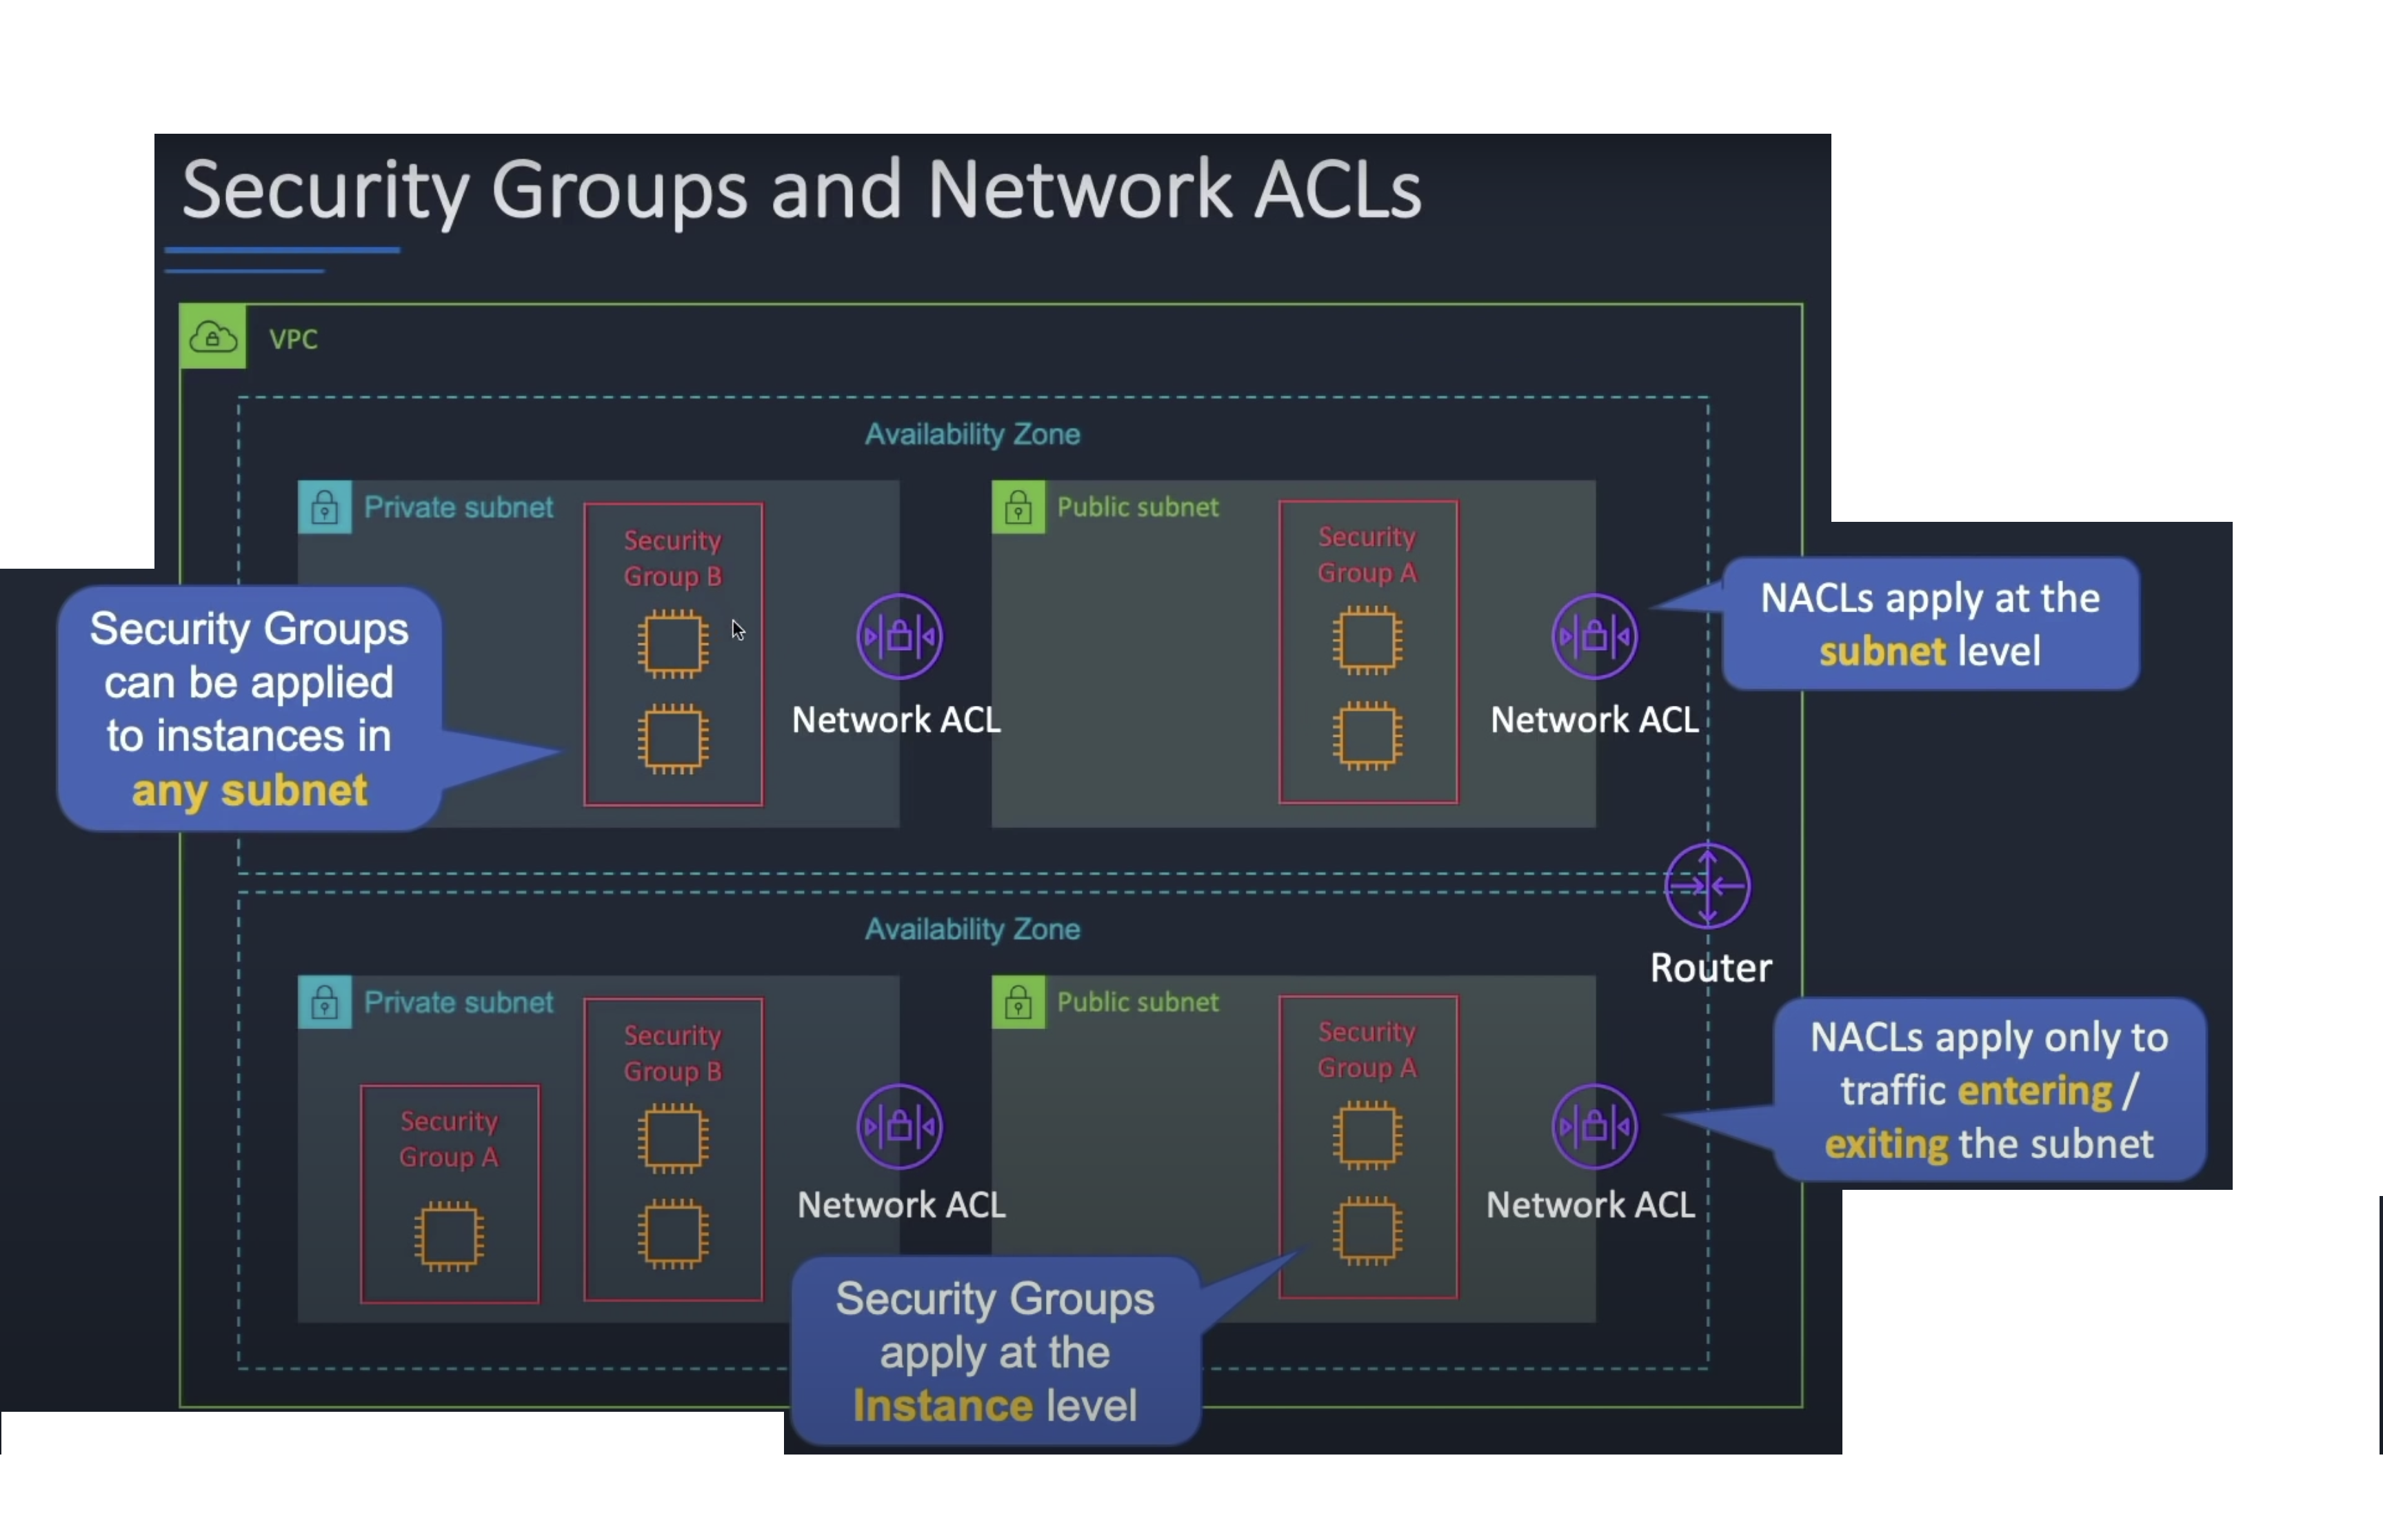 Security Groups and Network ACLs
VPC
Availability Zone
Private subnet
Security
Group B
Network ACL
Public subnet
Security
Group A
Network ACL
Security Groups
can be applied
to instances in
any subnet
NACLs apply at the
subnet level
Router
Availability Zone
Private subnet
Security
Group A
Security
Group B
Network ACL
Public subnet
Security
Group A
Network ACL
NACLs apply only to
traffic entering /
exiting the subnet
Security Groups
apply at the
Instance level